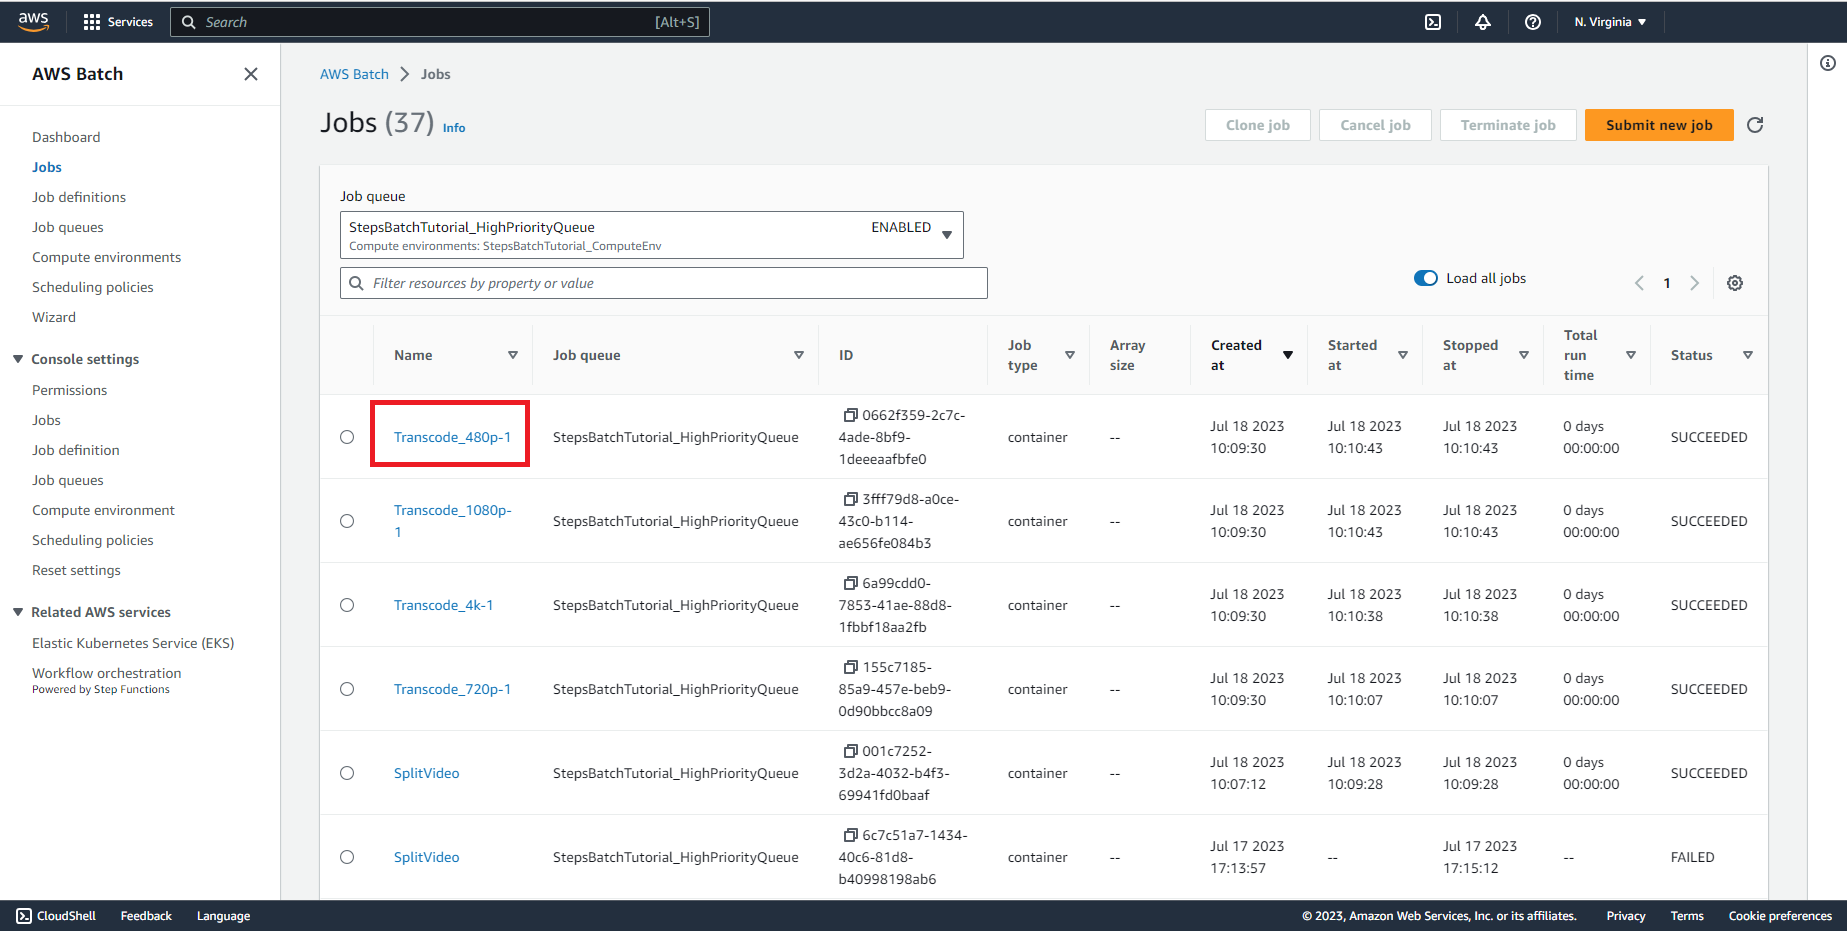 aws
Services
Search
[Alt+S]
N. Virginia
AWS Batch
Dashboard
Jobs
Job definitions
Job queues
Compute environments
Scheduling policies
Wizard
Console settings
Permissions
Jobs
Job definition
Job queues
Compute environment
Scheduling policies
Reset settings
Related AWS services
Elastic Kubernetes Service (EKS)
Workflow orchestration
Powered by Step Functions
AWS Batch
Jobs
Jobs (37) Info
Clone job
Cancel job
Terminate job
Submit new job
Job queue
StepsBatchTutorial_HighPriorityQueue
ENABLED
Compute environments: StepsBatchTutorial_ComputeEnv
Filter resources by property or value
Load all jobs
1
Name
Job queue
ID
Job
type
Array
size
Created
at
Started
at
Stopped
at
Total
run
time
Status
Transcode_480p-1
StepsBatchTutorial_HighPriorityQueue
0662f359-2c7c-
4ade-8bf9-
1deeeaafbfe0
container
--
Jul 18 2023
10:09:30
Jul 18 2023
10:10:43
Jul 18 2023
10:10:43
0 days
00:00:00
SUCCEEDED
Transcode_1080p-
1
StepsBatchTutorial_HighPriorityQueue
3fff79d8-a0ce-
43c0-b114-
ae656fe084b3
container
--
Jul 18 2023
10:09:30
Jul 18 2023
10:10:43
Jul 18 2023
10:10:43
0 days
00:00:00
SUCCEEDED
Transcode_4k-1
StepsBatchTutorial_HighPriorityQueue
6a99cdd0-
7853-41ae-88d8-
1fbbf18aa2fb
container
--
Jul 18 2023
10:09:30
Jul 18 2023
10:10:38
Jul 18 2023
10:10:38
0 days
00:00:00
SUCCEEDED
Transcode_720p-1
StepsBatchTutorial_HighPriorityQueue
155c7185-
85a9-457e-beb9-
0d90bbcc8a09
container
--
Jul 18 2023
10:09:30
Jul 18 2023
10:10:07
Jul 18 2023
10:10:07
0 days
00:00:00
SUCCEEDED
SplitVideo
StepsBatchTutorial_HighPriorityQueue
001c7252-
3d2a-4032-b4f3-
69941fd0baaf
container
--
Jul 18 2023
10:07:12
Jul 18 2023
10:09:28
Jul 18 2023
10:09:28
0 days
00:00:00
SUCCEEDED
SplitVideo
StepsBatchTutorial_HighPriorityQueue
6c7c51a7-1434-
40c6-81d8-
b40998198ab6
container
--
Jul 17 2023
17:13:57
--
Jul 17 2023
17:15:12
--
FAILED
CloudShell
Feedback
Language
© 2023, Amazon Web Services, Inc. or its affiliates.
Privacy
Terms
Cookie preferences